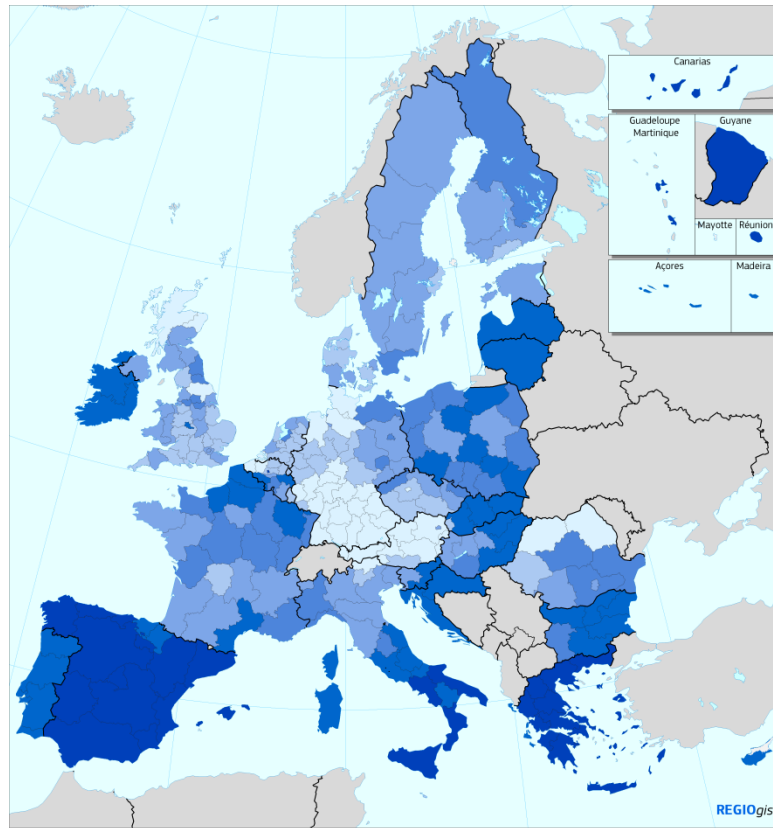 Canarias
Guadeloupe
Martinique
Guyane
Mayotte
Réunion
Açores
Madeira
REGIOgis